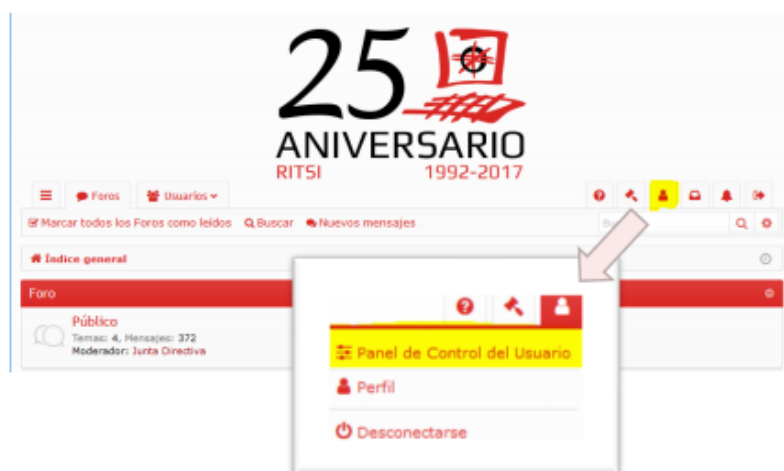 25
ANIVERSARIO
RITSI 1992-2017
Foros Usuarios
Marcar todos los Foros como leídos Buscar Nuevos mensajes
Índice general
Foro
Público
Temas: 4, Mensajes: 372
Moderador: Junta Directiva
Panel de Control del Usuario
Perfil
Desconectarse